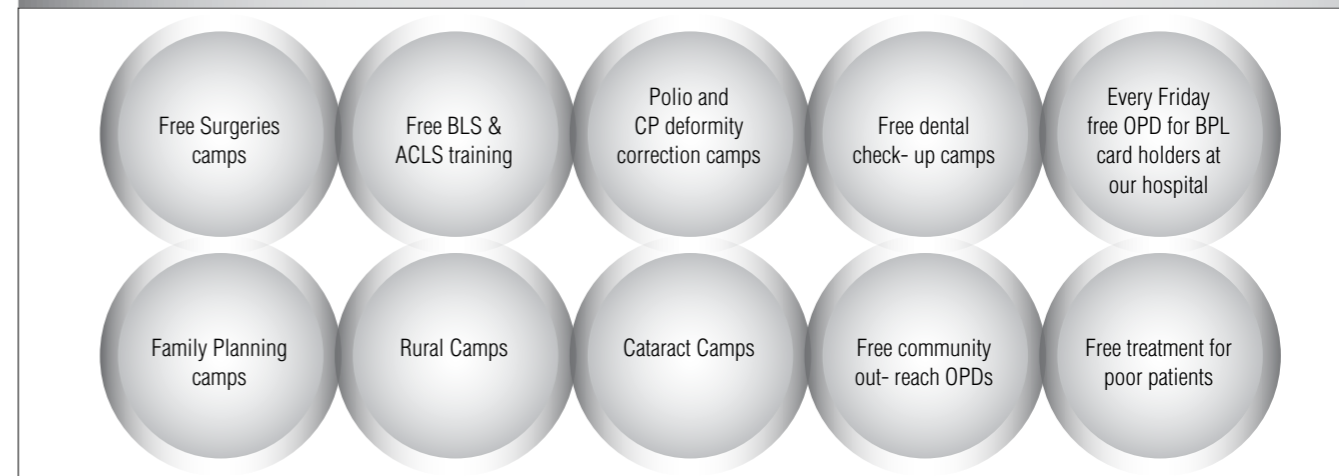 Free Surgeries
camps
Free BLS &
ACLS training
Polio and
CP deformity
correction camps
Free dental
check- up camps
Every Friday
free OPD for BPL
card holders at
our hospital
Family Planning
camps
Rural Camps
Cataract Camps
Free community
out- reach OPDs
Free treatment for
poor patients